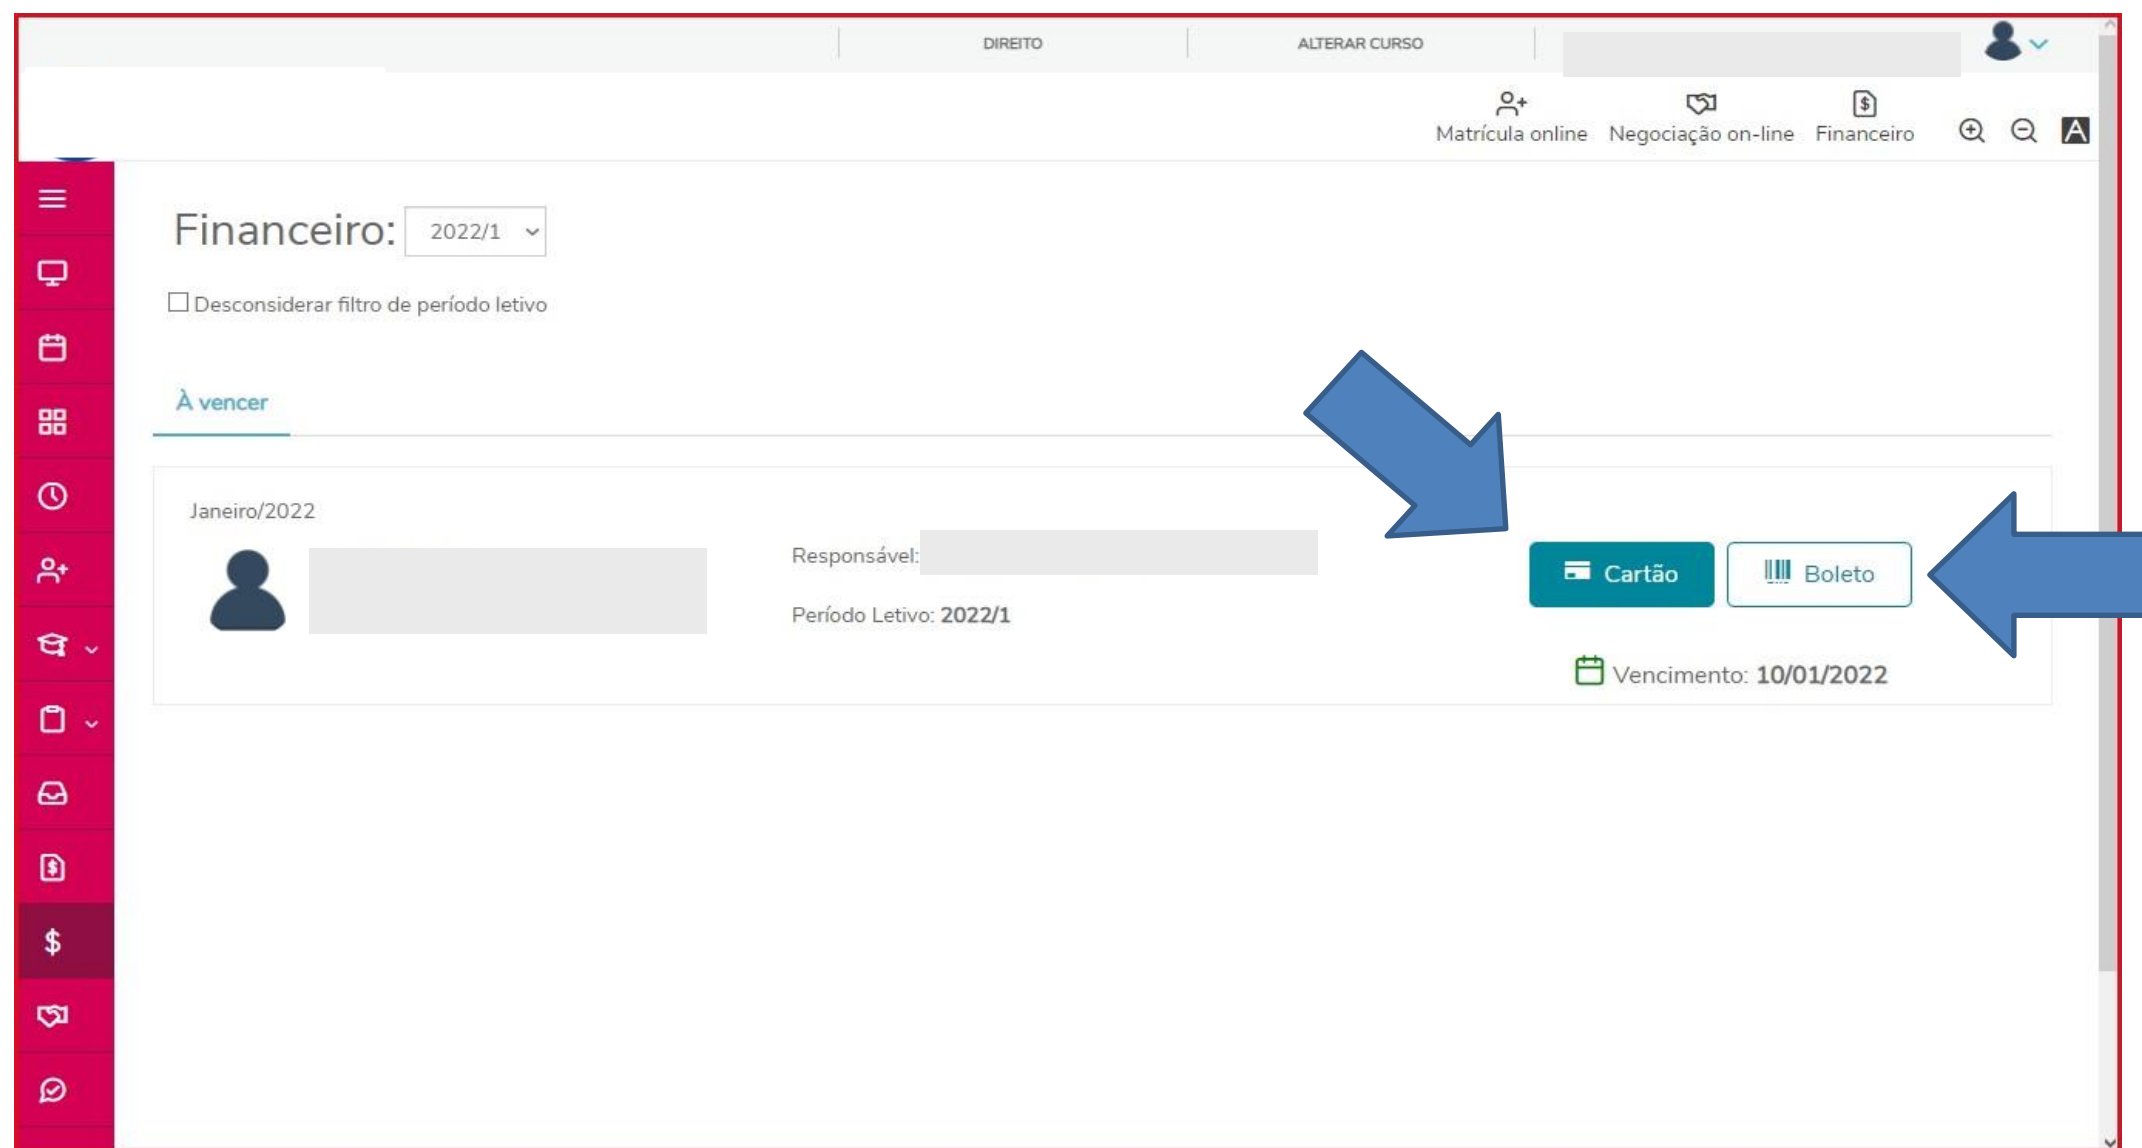 DIREITO
ALTERAR CURSO
Matrícula online
Negociação on-line
Financeiro
A
Financeiro:
2022/1
Desconsiderar filtro de período letivo
À vencer
Janeiro/2022
Responsável:
Período Letivo: 2022/1
Cartão
Boleto
Vencimento: 10/01/2022